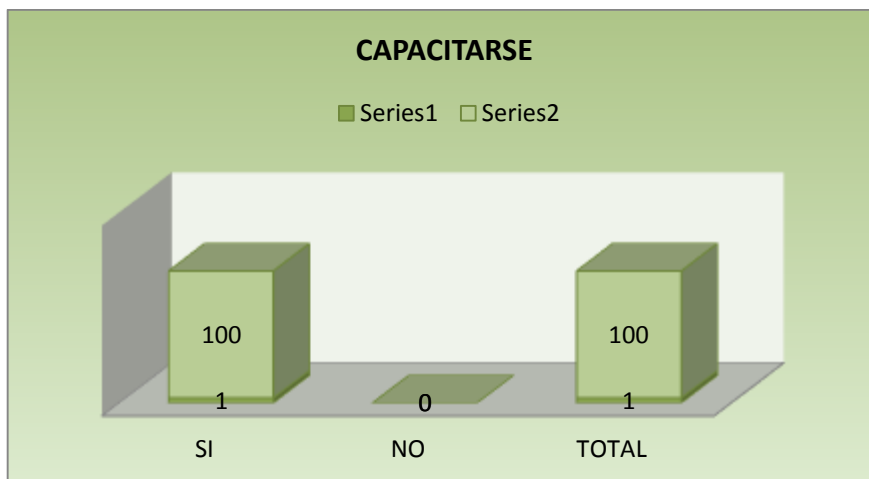 CAPACITARSE
Series1 Series2
100 100
1 0 1
SI NO TOTAL